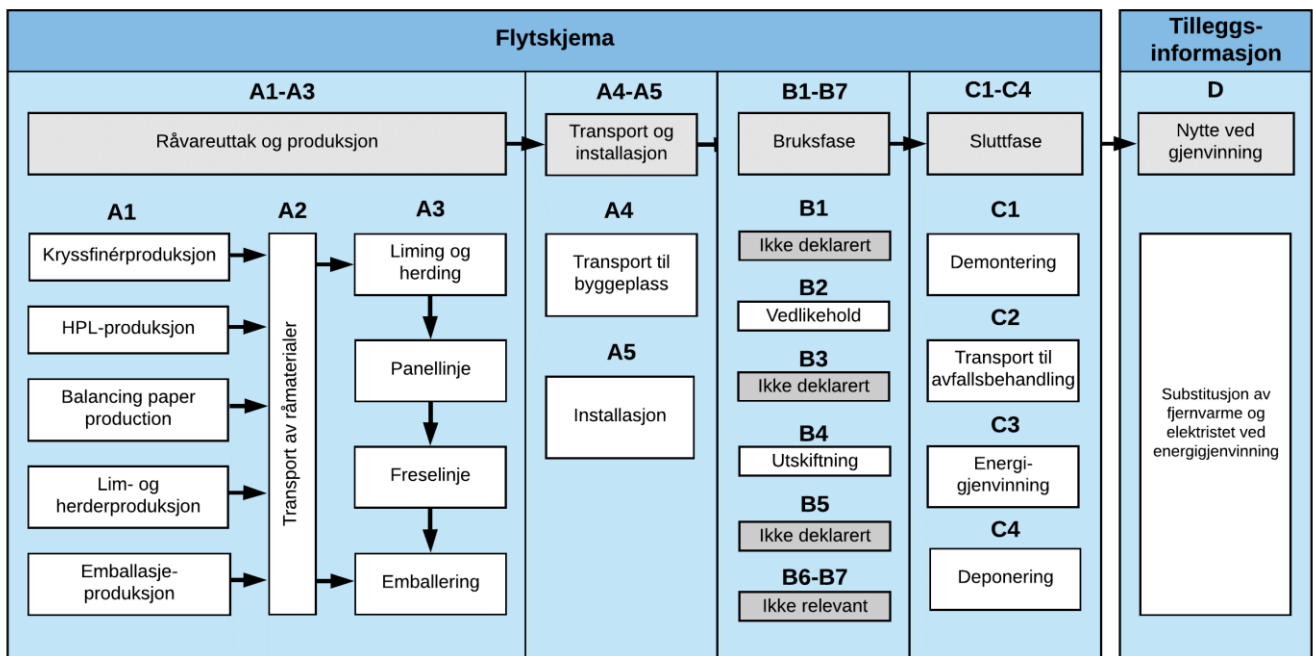 Flytskjema
Tilleggs-
informasjon
A1-A3
A4-A5
B1-B7
C1-C4
D
Råvareuttak og produksjon
Transport og
installasjon
Bruksfase
Sluttfase
Nytte ved
gjenvinning
A1
Kryssfinérproduksjon
HPL-produksjon
Balancing paper
production
Lim- og
herderproduksjon
Emballasje-
produksjon
A2
Transport av råmaterialer
A3
Liming og
herding
Panellinje
Freselinje
Emballering
A4
Transport til
byggeplass
A5
Installasjon
B1
Ikke deklarert
B2
Vedlikehold
B3
Ikke deklarert
B4
Utskiftning
B5
Ikke deklarert
B6-B7
Ikke relevant
C1
Demontering
C2
Transport til
avfallsbehandling
C3
Energi-
gjenvinning
C4
Deponering
Substitusjon av
fjernvarme og
elektristet ved
energigjenvinning